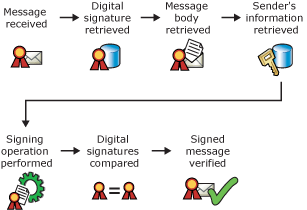 Message
received
Digital
signature
retrieved
Message
body
retrieved
Sender's
information
retrieved
Signing
operation
performed
Digital
signatures
compared
Signed
message
verified